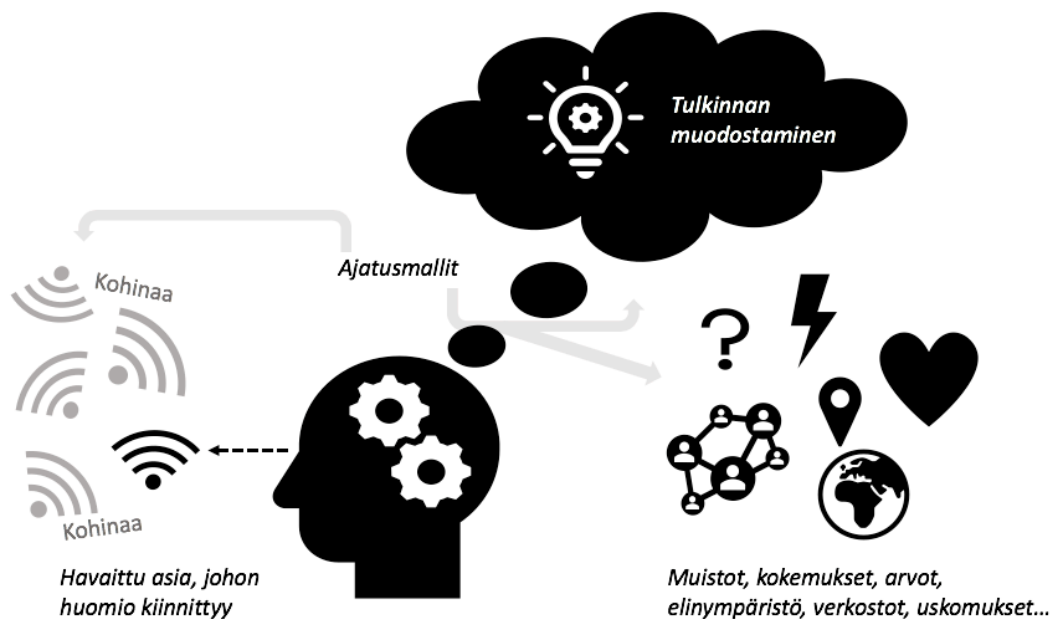 Tulkinnan
muodostaminen
Ajatusmallit
Kohinaa
Kohinaa
Havaittu asia, johon
huomio kiinnittyy
Muistot, kokemukset, arvot,
elinympäristö, verkostot, uskomukset…